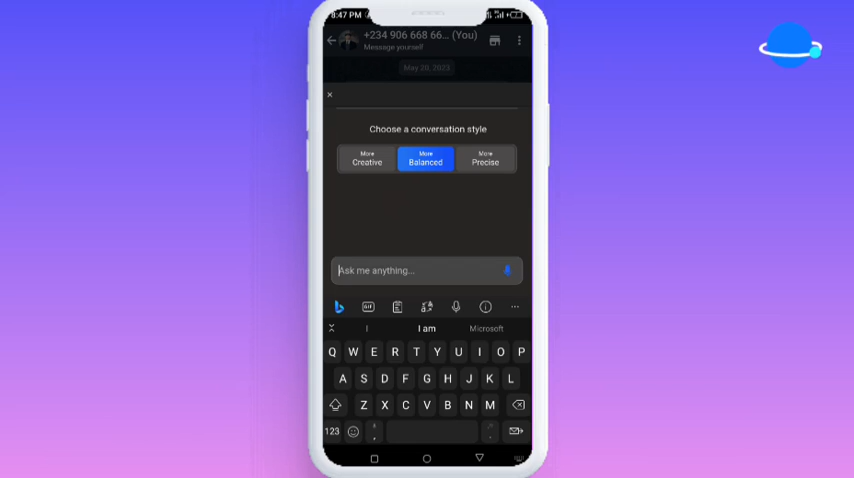 8:47 PM
+234 906 668 66... (You)
Message yourself
May 20, 2023
×
Choose a conversation style
More More More
Creative Balanced Precise
Ask me anything...
GIF
I I am Microsoft
Q W E R T Y U I O P
A S D F G H J K L
Z X C V B N M
123 , .